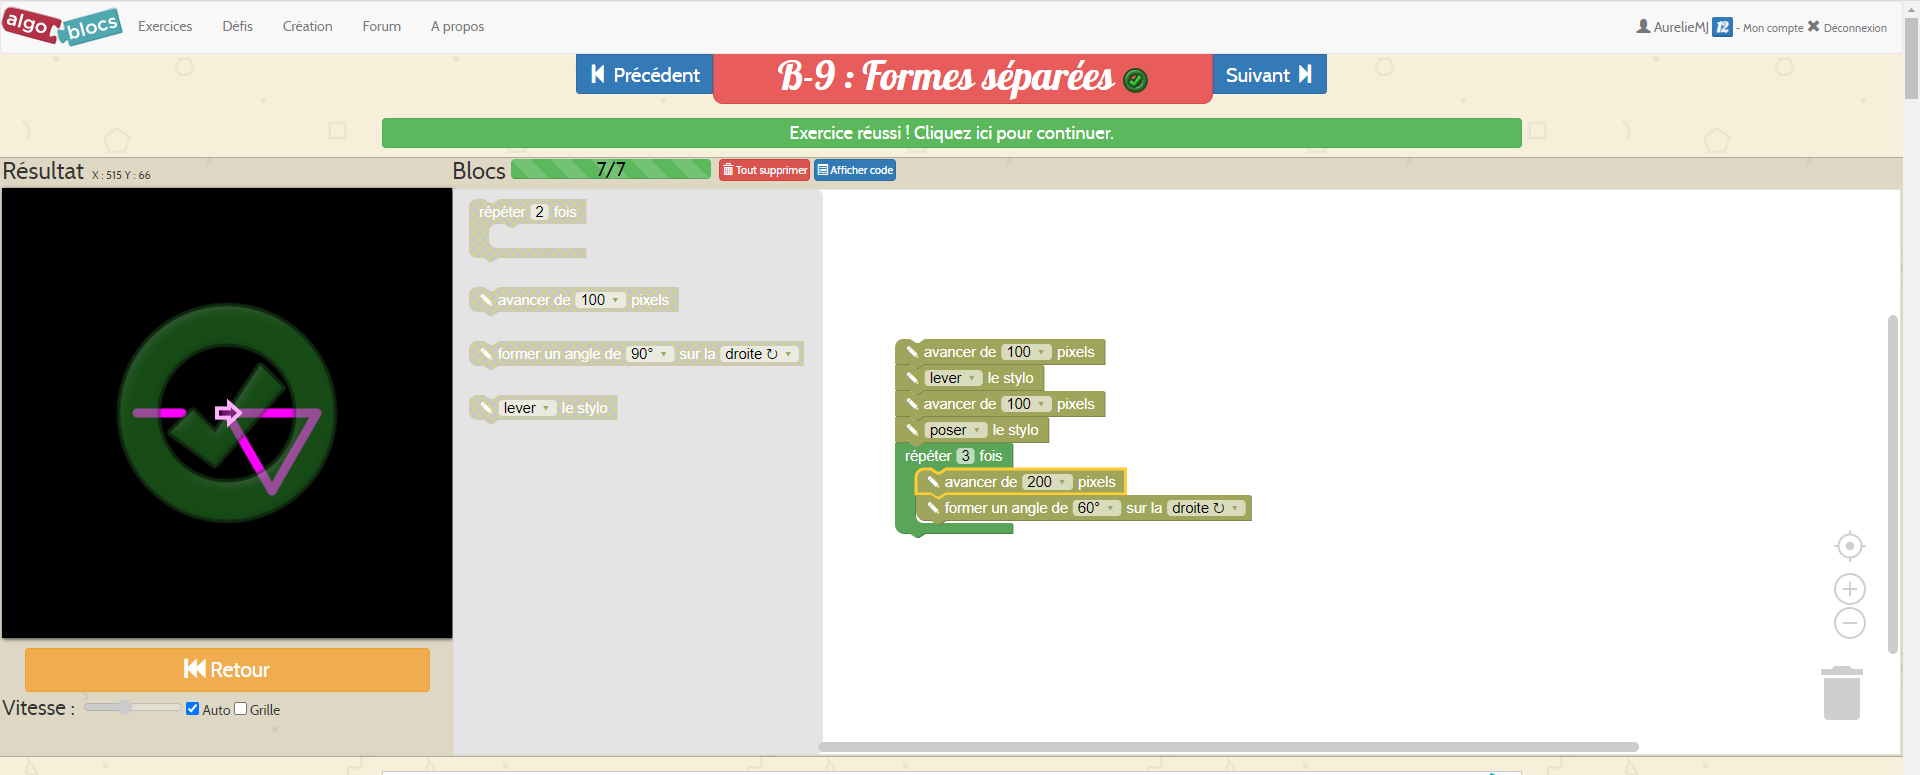 algo blocs Exercices Défis Création Forum A propos AurelieMJ 12 - Mon compte Déconnexion
Précédent B-9 : Formes séparées Suivant
Exercice réussi ! Cliquez ici pour continuer.
Résultat X : 515 Y : 66 Blocs 7/7 Tout supprimer Afficher code
répéter 2 fois
avancer de 100 pixels
former un angle de 90° sur la droite ↻
lever le stylo
avancer de 100 pixels
lever le stylo
avancer de 100 pixels
poser le stylo
répéter 3 fois
avancer de 200 pixels
former un angle de 60° sur la droite ↻
Retour
Vitesse : Auto Grille